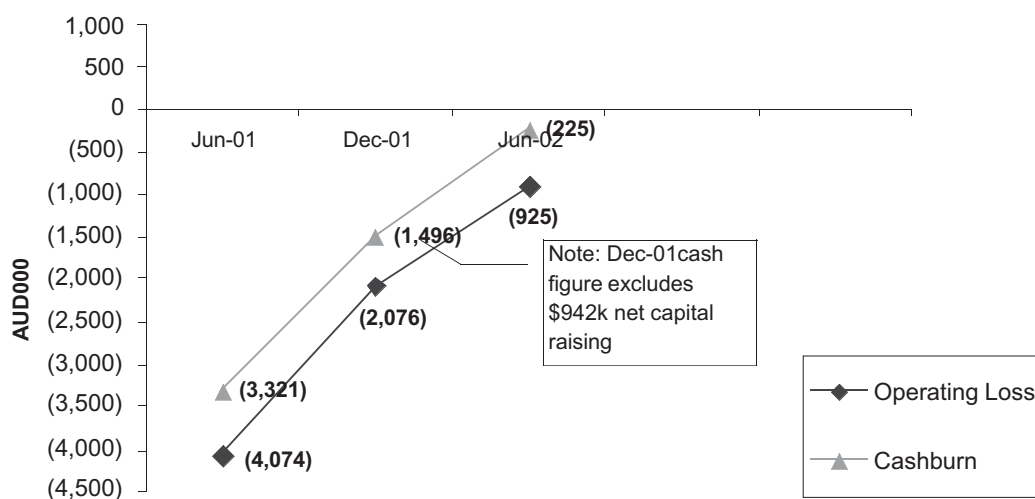 1,000
500
0
(500)
(1,000)
(1,500)
(2,000)
(2,500)
(3,000)
(3,500)
(4,000)
(4,500)
AUD000
Jun-01
Dec-01
Jun-02
(225)
(925)
(1,496)
(2,076)
(3,321)
(4,074)
Note: Dec-01cash
figure excludes
$942k net capital
raising
Operating Loss
Cashburn